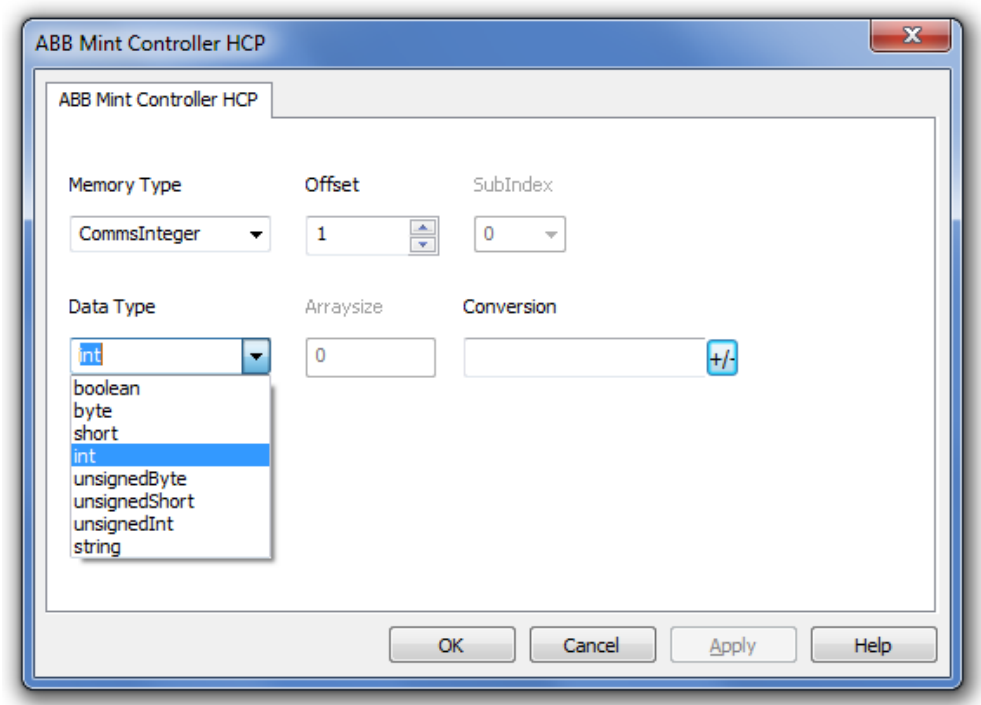 ABB Mint Controller HCP
x
ABB Mint Controller HCP
Memory Type Offset SubIndex
CommsInteger 1 0
Data Type Arraysize Conversion
int 0 +/-
boolean
byte
short
int
unsignedByte
unsignedShort
unsignedInt
string
OK Cancel Apply Help